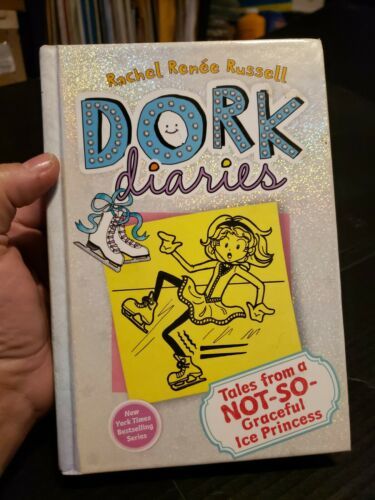 Rachel Renée Russell
DORK
diaries
Tales from a
NOT-SO-
Graceful
Ice Princess
New
York Times
Bestselling
Series